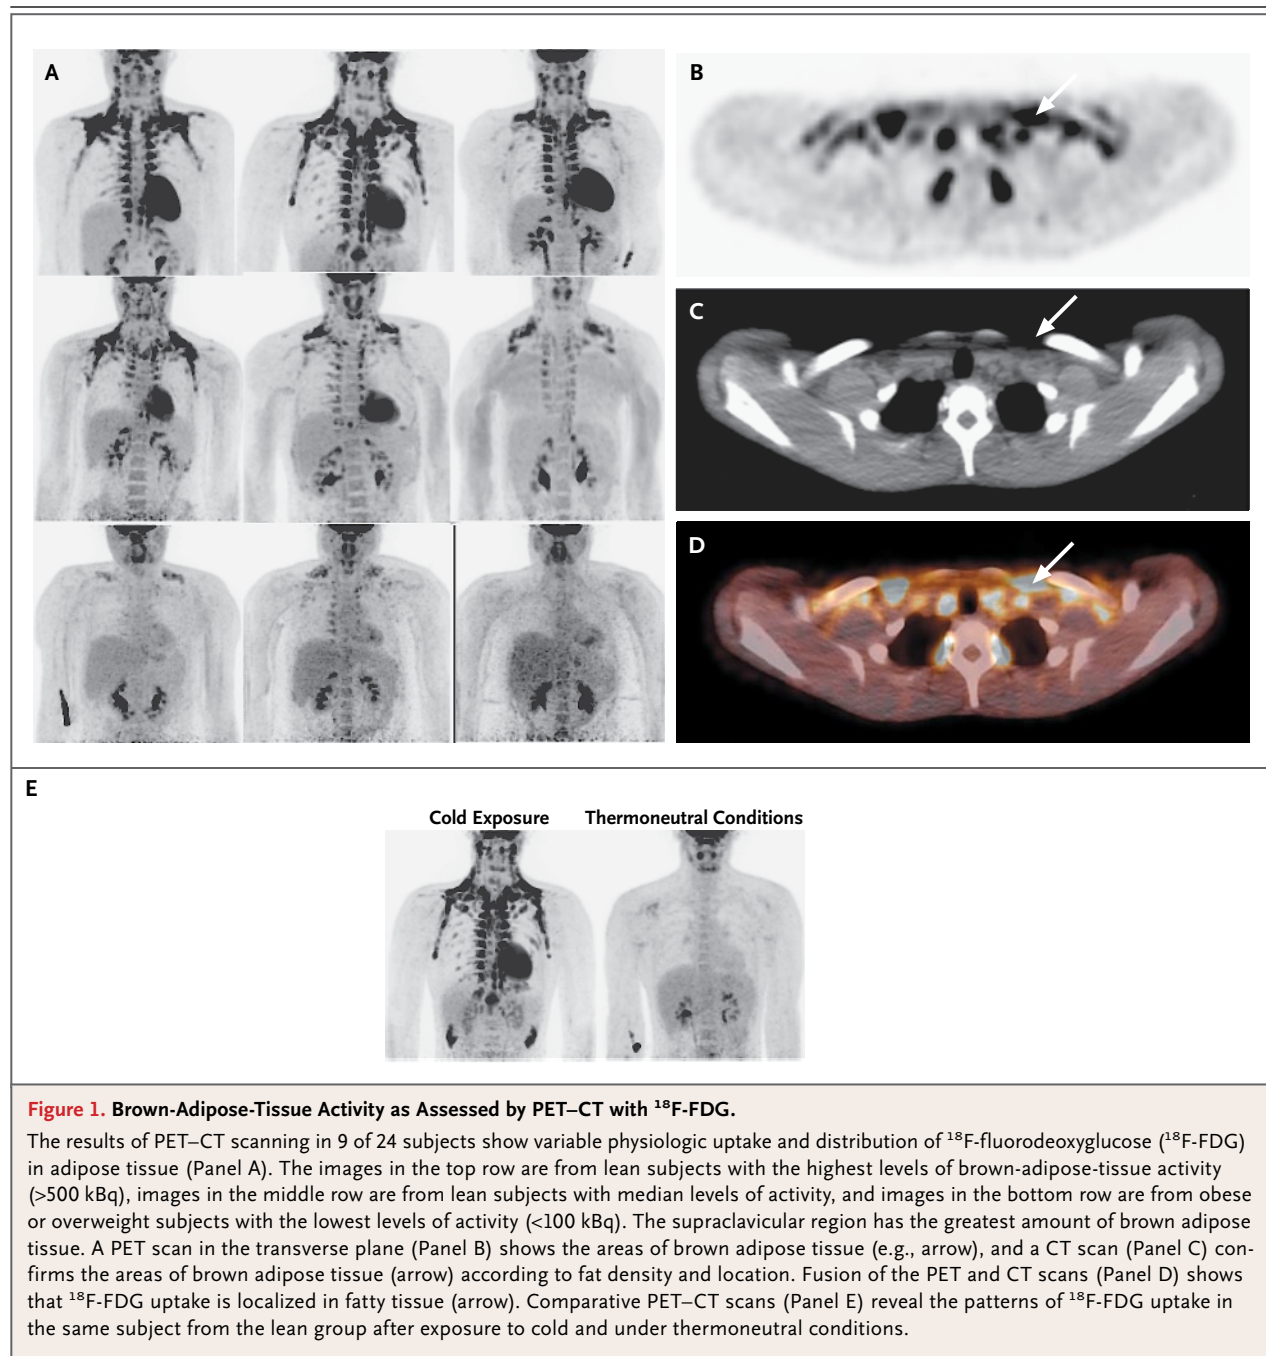 A
B
C
D
E
Cold Exposure Thermoneutral Conditions
Figure 1. Brown-Adipose-Tissue Activity as Assessed by PET–CT with ¹⁸F-FDG.
The results of PET–CT scanning in 9 of 24 subjects show variable physiologic uptake and distribution of ¹⁸F-fluorodeoxyglucose (¹⁸F-FDG)
in adipose tissue (Panel A). The images in the top row are from lean subjects with the highest levels of brown-adipose-tissue activity
(>500 kBq), images in the middle row are from lean subjects with median levels of activity, and images in the bottom row are from obese
or overweight subjects with the lowest levels of activity (<100 kBq). The supraclavicular region has the greatest amount of brown adipose
tissue. A PET scan in the transverse plane (Panel B) shows the areas of brown adipose tissue (e.g., arrow), and a CT scan (Panel C) con-
firms the areas of brown adipose tissue (arrow) according to fat density and location. Fusion of the PET and CT scans (Panel D) shows
that ¹⁸F-FDG uptake is localized in fatty tissue (arrow). Comparative PET–CT scans (Panel E) reveal the patterns of ¹⁸F-FDG uptake in
the same subject from the lean group after exposure to cold and under thermoneutral conditions.